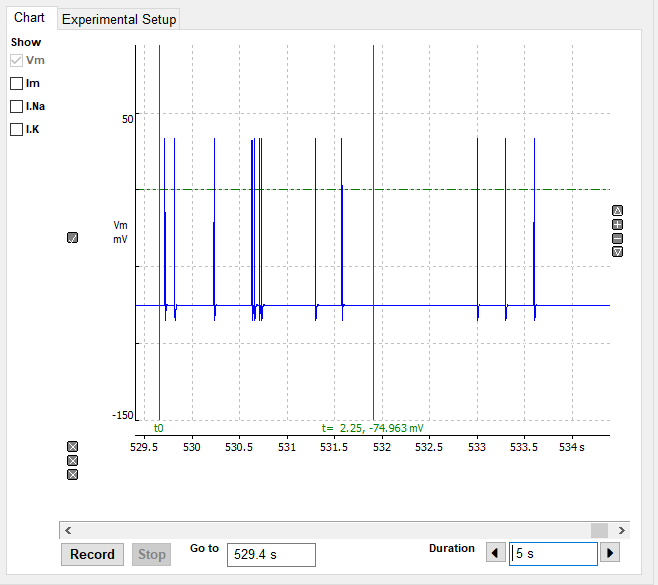 Chart Experimental Setup
Show
Vm
Im
I.Na
I.K
50
Vm
mV
-150
t0 t= 2.25, -74.963 mV
529.5 530 530.5 531 531.5 532 532.5 533 533.5 534 s
Record Stop Go to 529.4 s Duration 5 s